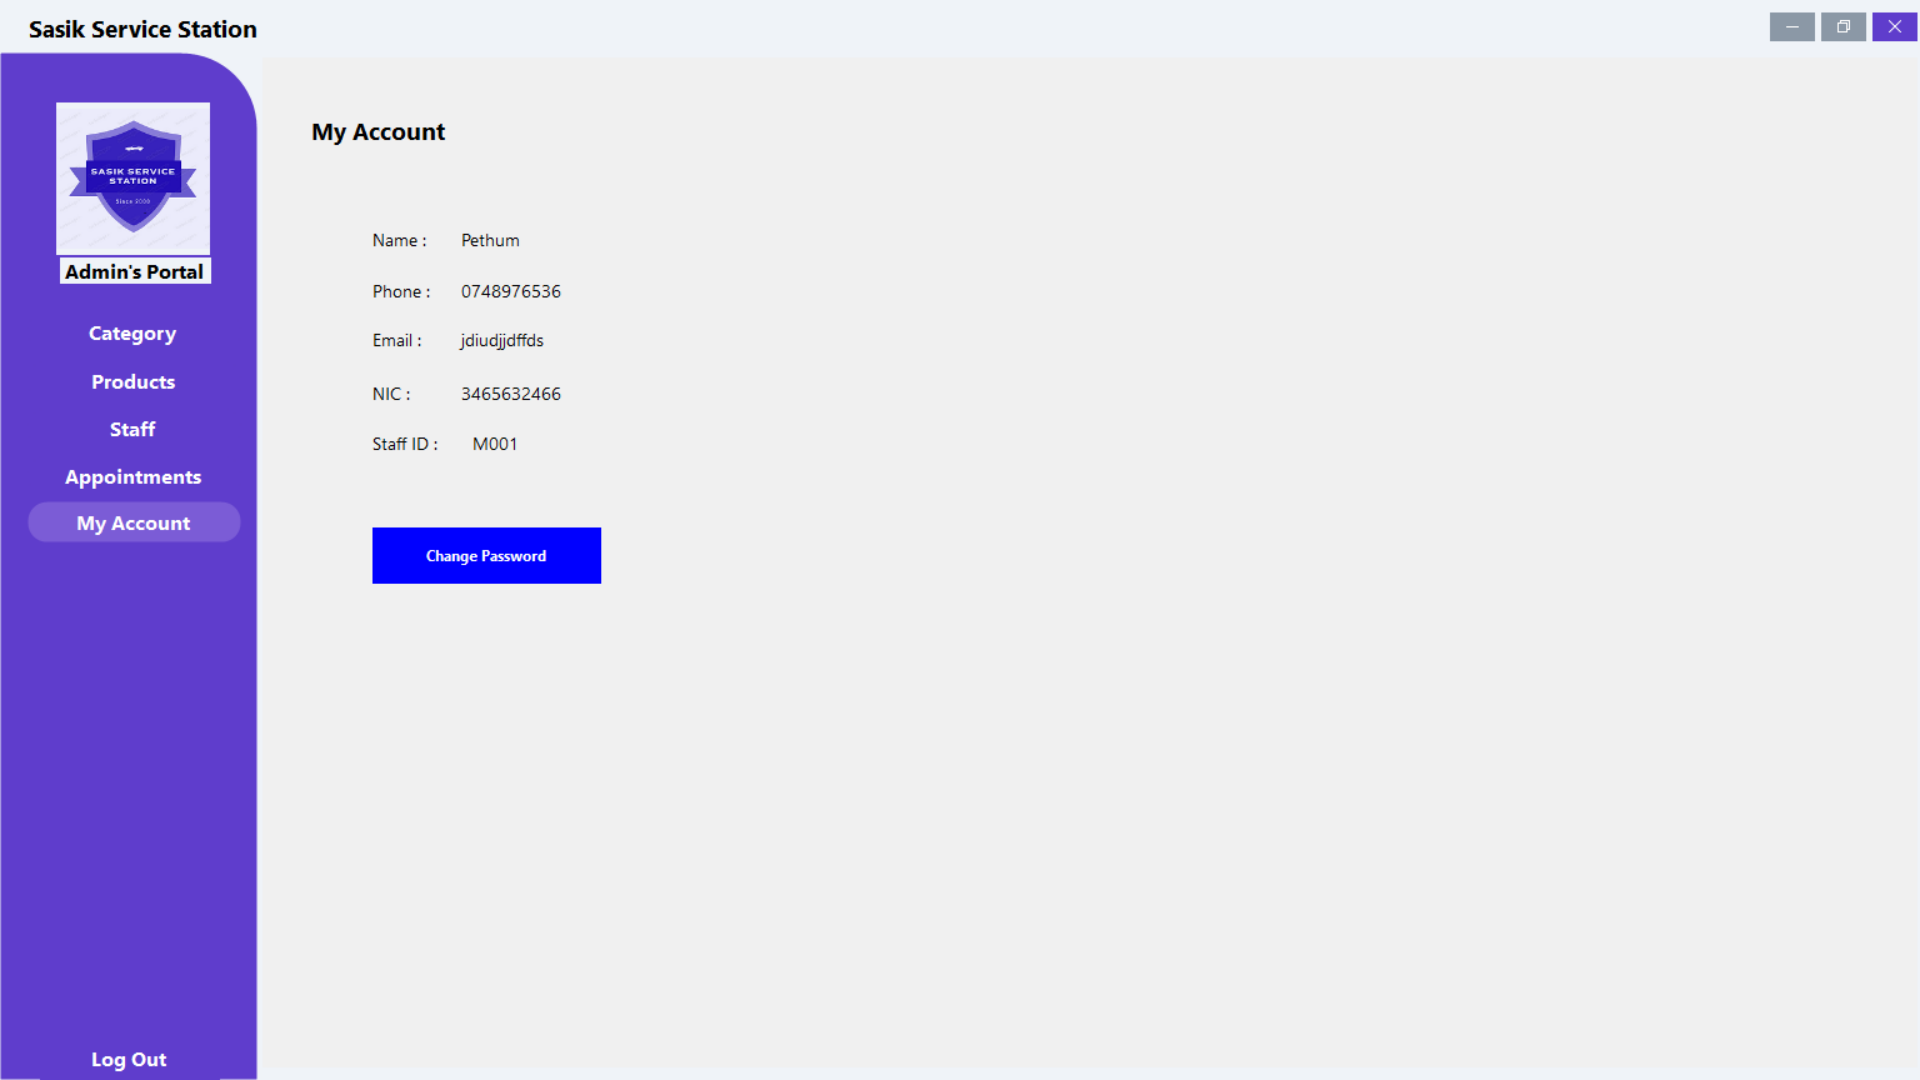 Sasik Service Station
SASIK SERVICE
STATION
Since 2000
Admin's Portal
Category
Products
Staff
Appointments
My Account
Log Out
My Account
Name : Pethum
Phone : 0748976536
Email : jdiudjjdffds
NIC : 3465632466
Staff ID : M001
Change Password